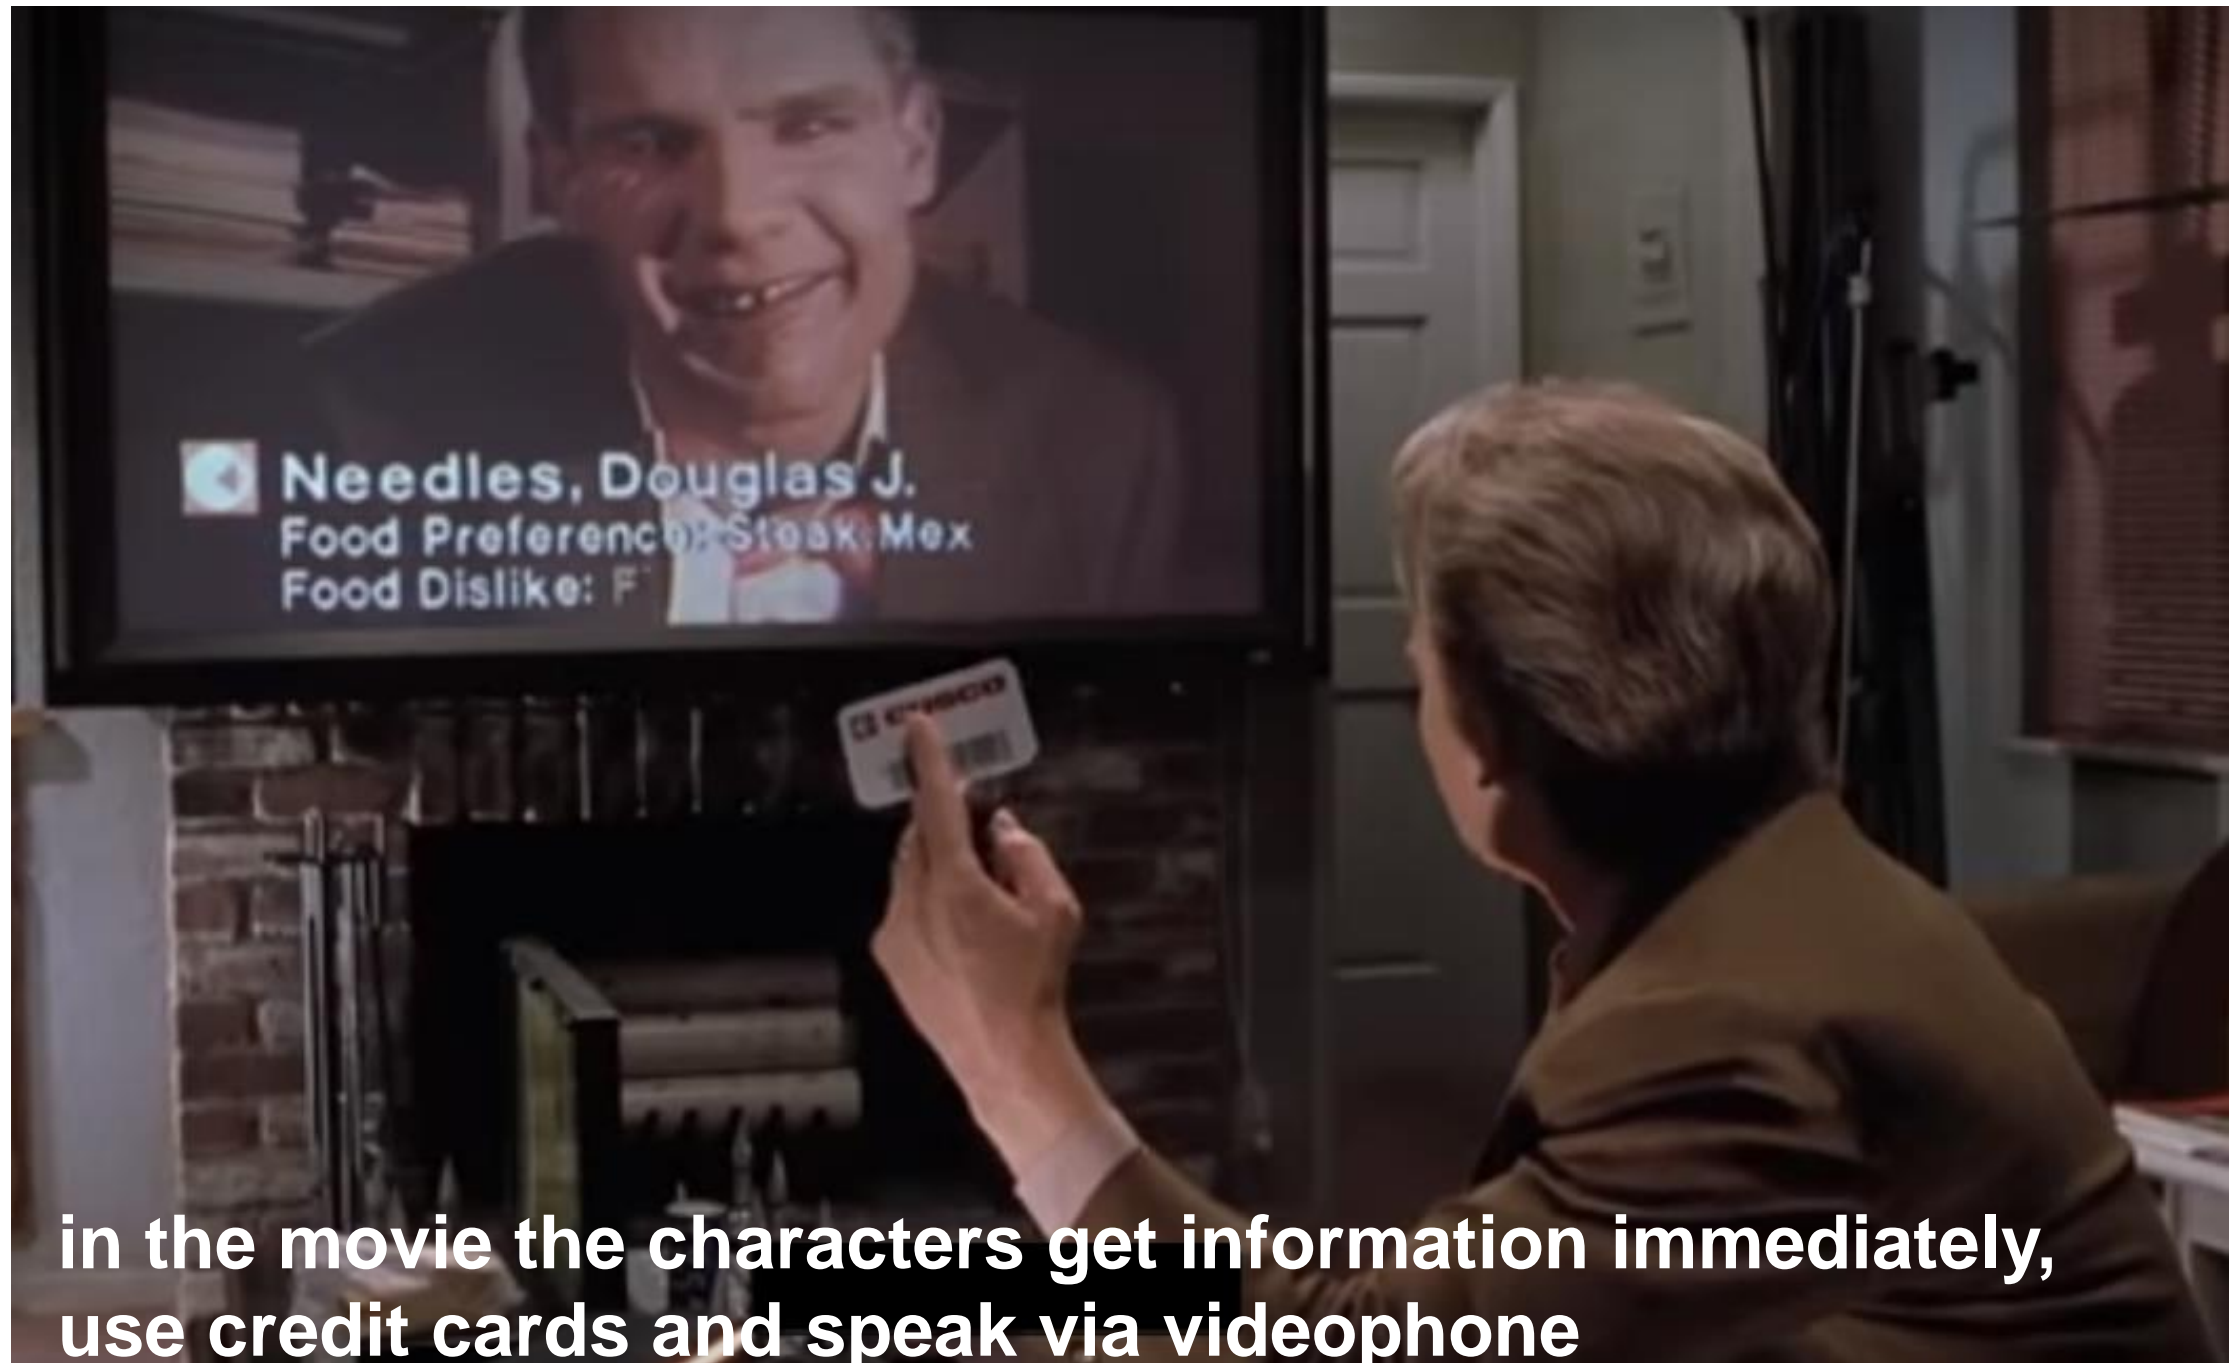 Needles, Douglas J.
Food Preference: Steak, Mex
Food Dislike: F
in the movie the characters get information immediately,
use credit cards and speak via videophone